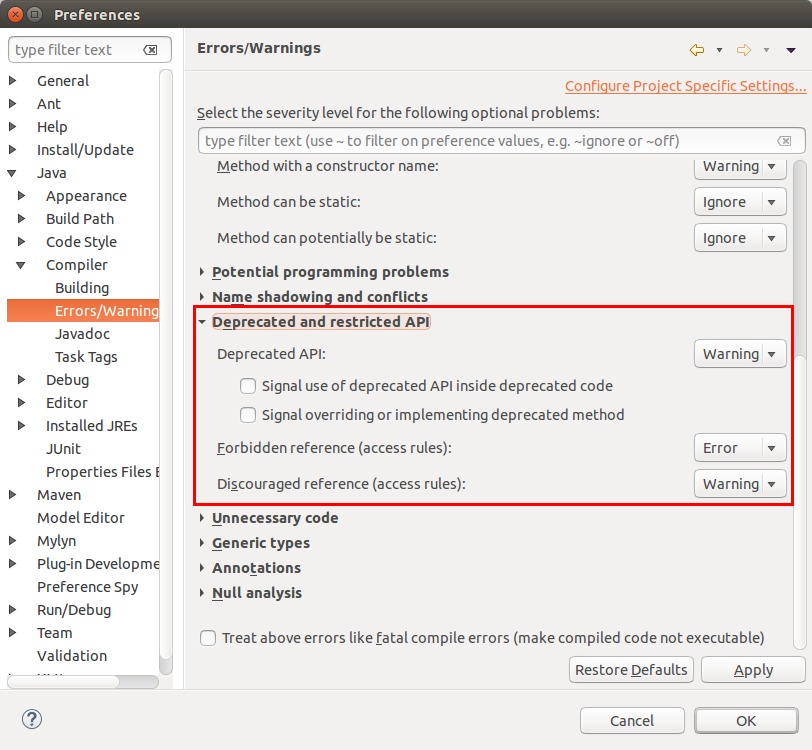 Preferences
type filter text
General
Ant
Help
Install/Update
Java
Appearance
Build Path
Code Style
Compiler
Building
Errors/Warning
Javadoc
Task Tags
Debug
Editor
Installed JREs
JUnit
Properties Files E
Maven
Model Editor
Mylyn
Plug-in Developme
Preference Spy
Run/Debug
Team
Validation
Errors/Warnings
Configure Project Specific Settings...
Select the severity level for the following optional problems:
type filter text (use ~ to filter on preference values, e.g. ~ignore or ~off)
Method with a constructor name: Warning
Method can be static: Ignore
Method can potentially be static: Ignore
Potential programming problems
Name shadowing and conflicts
Deprecated and restricted API
Deprecated API: Warning
Signal use of deprecated API inside deprecated code
Signal overriding or implementing deprecated method
Forbidden reference (access rules): Error
Discouraged reference (access rules): Warning
Unnecessary code
Generic types
Annotations
Null analysis
Treat above errors like fatal compile errors (make compiled code not executable)
Restore Defaults Apply
? Cancel OK